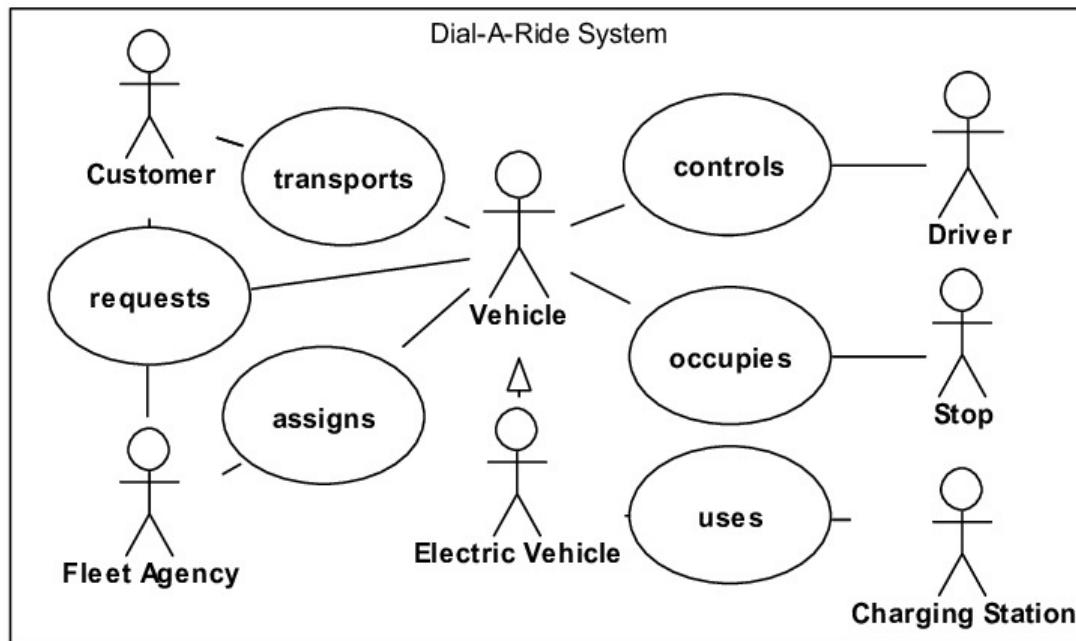 Dial-A-Ride System
Customer
transports
controls
Driver
requests
Vehicle
occupies
Stop
assigns
Fleet Agency
Electric Vehicle
uses
Charging Station